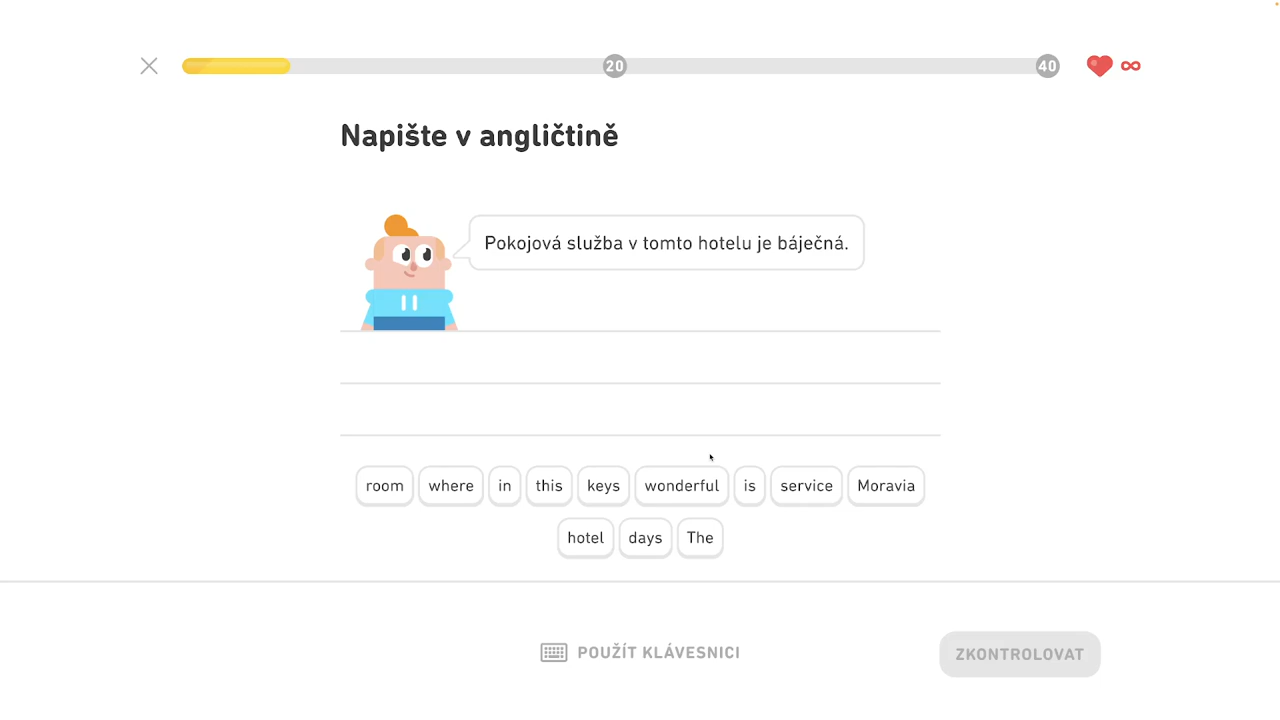 20
40
∞
Napište v angličtině
Pokojová služba v tomto hotelu je báječná.
room where in this keys wonderful is service Moravia
hotel days The
POUŽÍT KLÁVESNICI
ZKONTROLOVAT